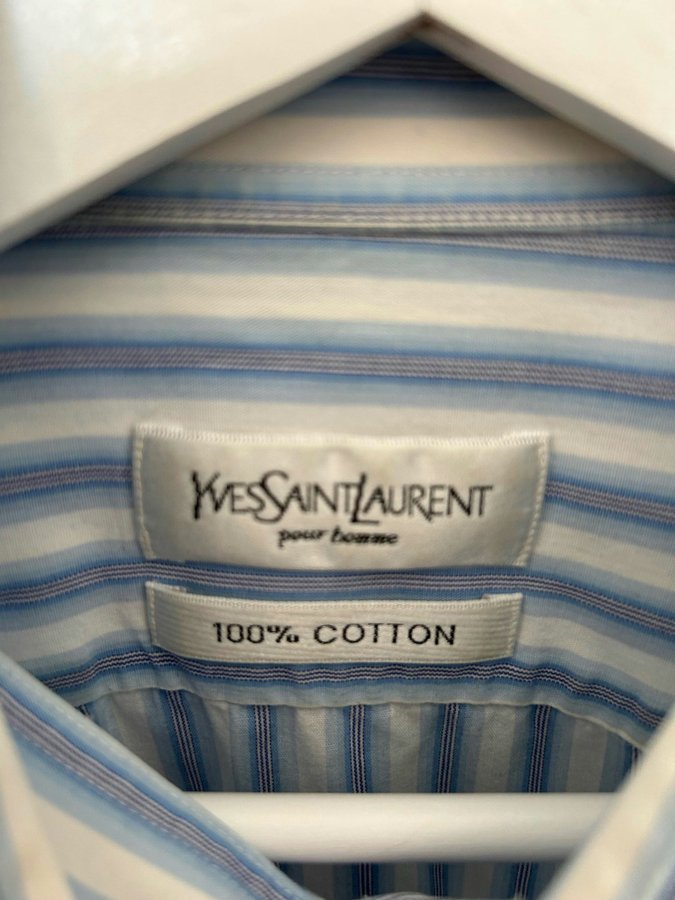 YVESSAINTLAURENT
pour homme
100% COTTON